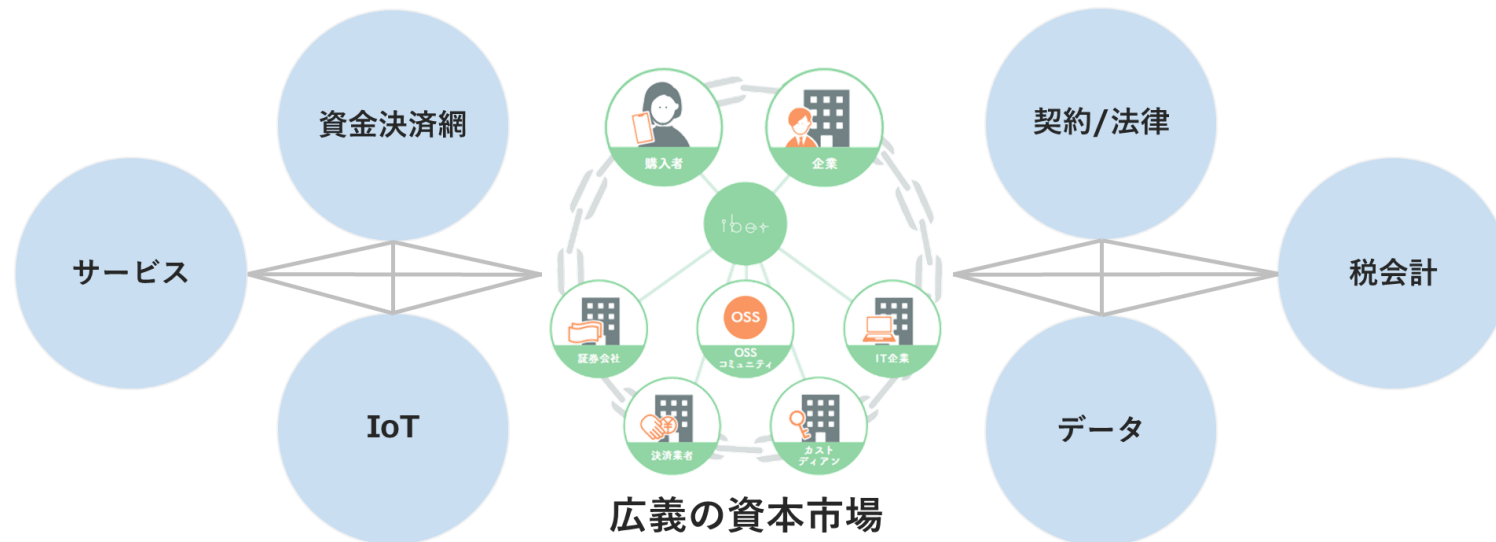 資金決済網
契約/法律
購入者
企業
ibet
サービス
税会計
証券会社
OSS
OSS
コミュニティ
IT企業
IoT
データ
決済業者
カスト
ディアン
広義の資本市場